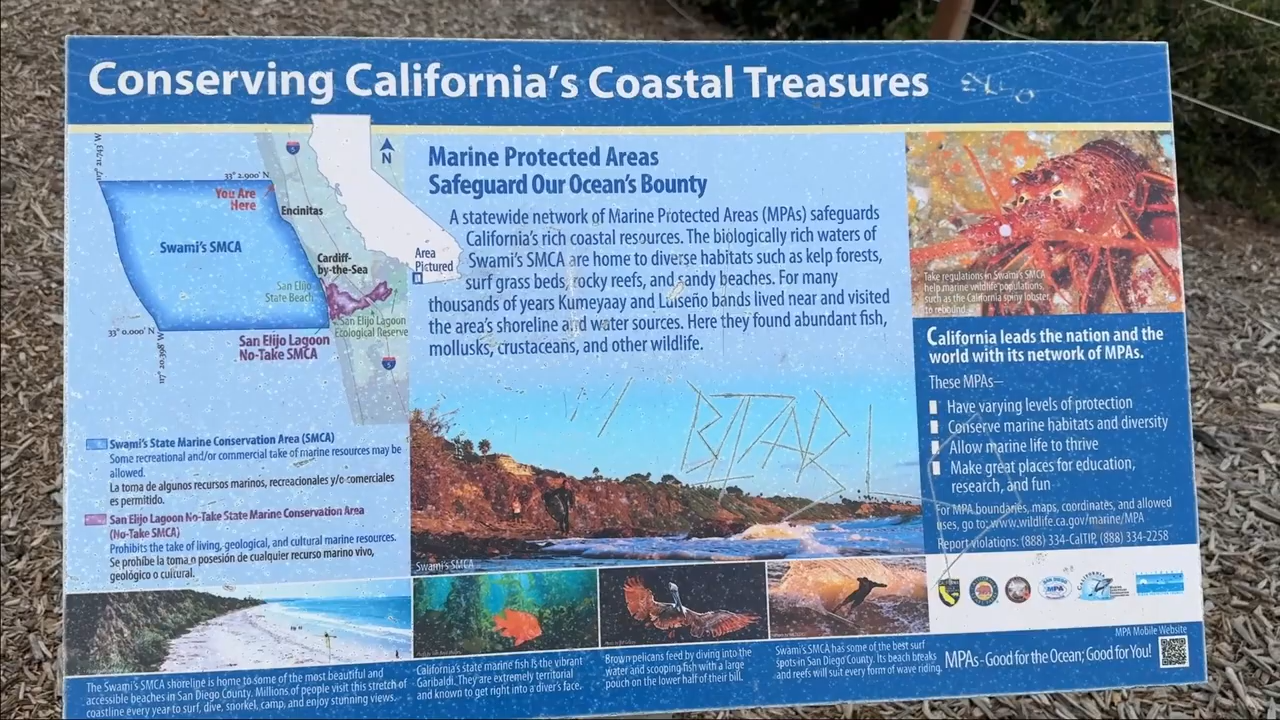 Conserving California's Coastal Treasures
117° 21.743' W
33° 2.900' N
You Are
Here
Encinitas
Swami's SMCA
Cardiff-
by-the-Sea
San Elijo
State Beach
San Elijo Lagoon
Ecological Reserve
33° 0.000' N
117° 20.398' W
San Elijo Lagoon
No-Take SMCA
5
5
N
Area
Pictured
Swami's State Marine Conservation Area (SMCA)
Some recreational and/or commercial take of marine resources may be
allowed.
La toma de algunos recursos marinos, recreacionales y/o comerciales
es permitido.
San Elijo Lagoon No-Take State Marine Conservation Area
(No-Take SMCA)
Prohibits the take of living, geological, and cultural marine resources.
Se prohíbe la toma o posesión de cualquier recurso marino vivo,
geológico o cultural.
Marine Protected Areas
Safeguard Our Ocean's Bounty
A statewide network of Marine Protected Areas (MPAs) safeguards
California's rich coastal resources. The biologically rich waters of
Swami's SMCA are home to diverse habitats such as kelp forests,
surf grass beds, rocky reefs, and sandy beaches. For many
thousands of years Kumeyaay and Luiseño bands lived near and visited
the area's shoreline and water sources. Here they found abundant fish,
mollusks, crustaceans, and other wildlife.
Swami's SMCA
Take regulations in Swami's SMCA
help marine wildlife populations,
such as the California spiny lobster,
to rebound.
California leads the nation and the
world with its network of MPAs.
These MPAs—
Have varying levels of protection
Conserve marine habitats and diversity
Allow marine life to thrive
Make great places for education,
research, and fun
For MPA boundaries, maps, coordinates, and allowed
uses, go to: www.wildlife.ca.gov/marine/MPA
Report violations: (888) 334-CalTIP, (888) 334-2258
The Swami's SMCA shoreline is home to some of the most beautiful and
accessible beaches in San Diego County. Millions of people visit this stretch of
coastline every year to surf, dive, snorkel, camp, and enjoy stunning views.
California's state marine fish is the vibrant
Garibaldi. They are extremely territorial
and known to get right into a diver's face.
Brown pelicans feed by diving into the
water and scooping fish with a large
pouch on the lower half of their bill.
Swami's SMCA has some of the best surf
spots in San Diego County. Its beach breaks
and reefs will suit every form of wave riding.
MPA Mobile Website
MPAs - Good for the Ocean; Good for You!